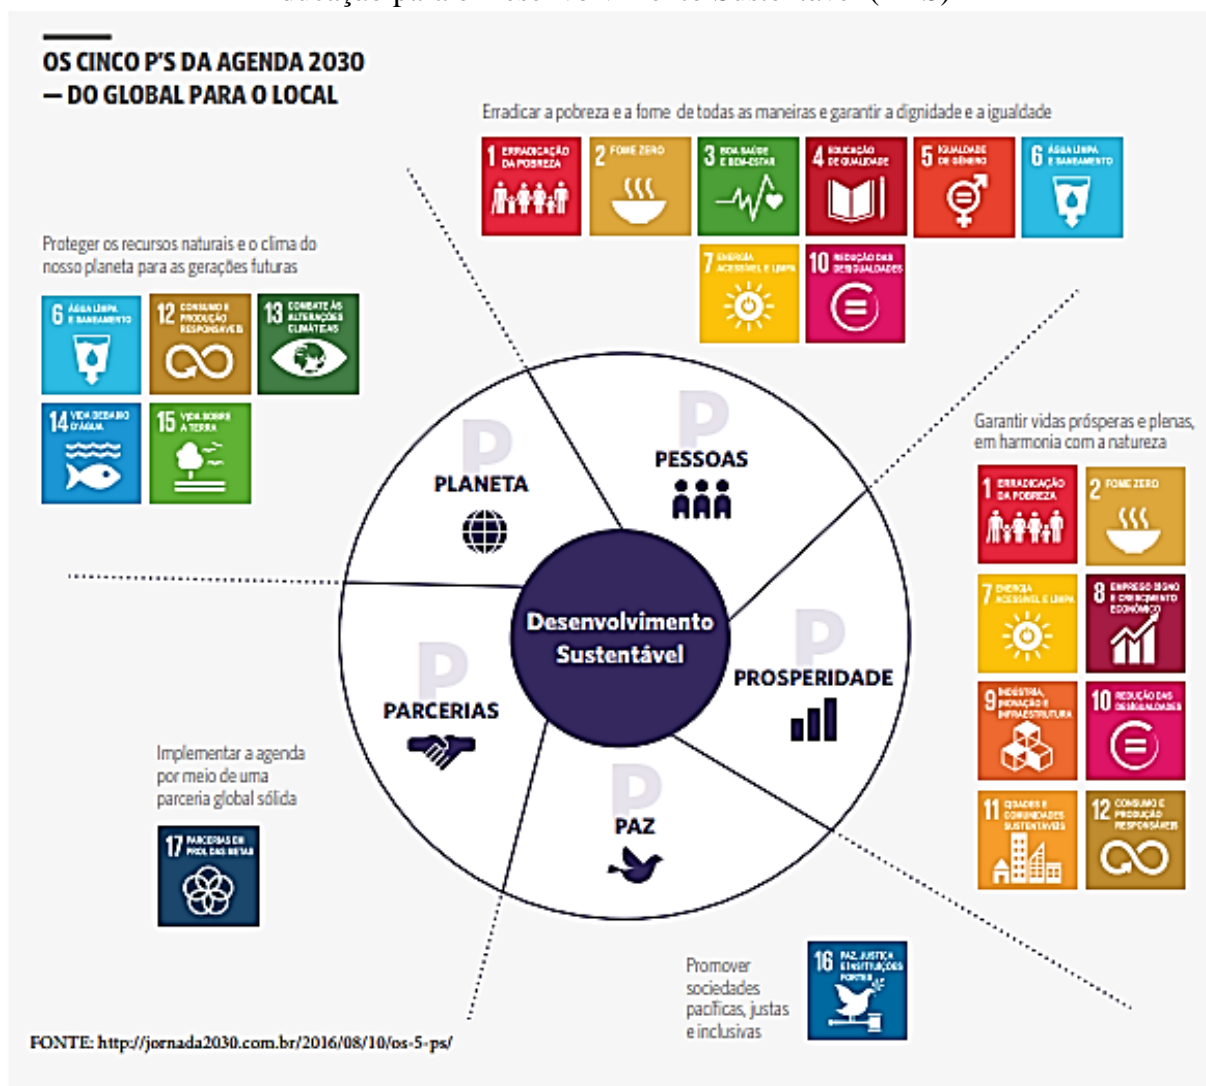 OS CINCO P'S DA AGENDA 2030
— DO GLOBAL PARA O LOCAL
Erradicar a pobreza e a fome de todas as maneiras e garantir a dignidade e a igualdade
1 ERRADICAÇÃO
DA POBREZA
2 FOME ZERO
3 BOA SAÚDE
E BEM-ESTAR
4 EDUCAÇÃO
DE QUALIDADE
5 IGUALDADE
DE GÊNERO
6 ÁGUA LIMPA
E SANEAMENTO
7 ENERGIA
ACESSÍVEL E LIMPA
10 REDUÇÃO DAS
DESIGUALDADES
Proteger os recursos naturais e o clima do
nosso planeta para as gerações futuras
6 ÁGUA LIMPA
E SANEAMENTO
12 CONSUMO E
PRODUÇÃO
RESPONSÁVEIS
13 COMBATE ÀS
ALTERAÇÕES
CLIMÁTICAS
14 VIDA DEBAIXO
D'ÁGUA
15 VIDA SOBRE
A TERRA
P
PLANETA
P
PESSOAS
Desenvolvimento
Sustentável
P
PROSPERIDADE
P
PARCERIAS
P
PAZ
Garantir vidas prósperas e plenas,
em harmonia com a natureza
1 ERRADICAÇÃO
DA POBREZA
2 FOME ZERO
7 ENERGIA
ACESSÍVEL E LIMPA
8 EMPREGO DIGNO
E CRESCIMENTO
ECONÔMICO
9 INDÚSTRIA,
INOVAÇÃO E
INFRAESTRUTURA
10 REDUÇÃO DAS
DESIGUALDADES
11 CIDADES E
COMUNIDADES
SUSTENTÁVEIS
12 CONSUMO E
PRODUÇÃO
RESPONSÁVEIS
Implementar a agenda
por meio de uma
parceria global sólida
17 PARCERIAS EM
PROL DAS METAS
Promover
sociedades
pacíficas, justas
e inclusivas
16 PAZ, JUSTIÇA
E INSTITUIÇÕES
FORTES
FONTE: http://jornada2030.com.br/2016/08/10/os-5-ps/